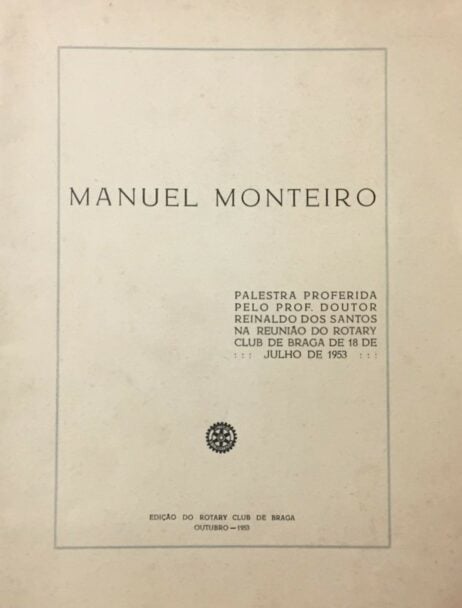 MANUEL MONTEIRO
PALESTRA PROFERIDA
PELO PROF. DOUTOR
REINALDO DOS SANTOS
NA REUNIÃO DO ROTARY
CLUB DE BRAGA DE 18 DE
::: JULHO DE 1953 :::
EDIÇÃO DO ROTARY CLUB DE BRAGA
OUTUBRO—1953